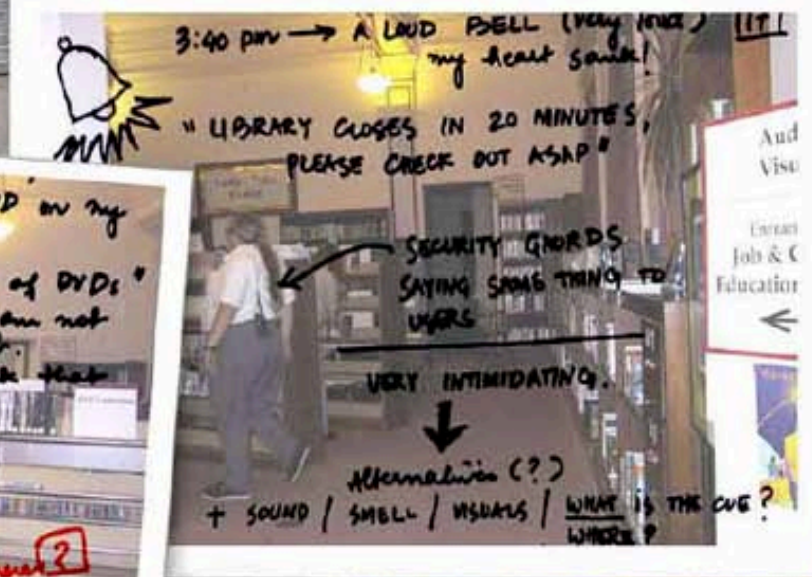 3:40 pm → A LOUD BELL (very loud)
my heart sank!
"LIBRARY CLOSES IN 20 MINUTES,
PLEASE CHECK OUT ASAP"
SECURITY GAORDS
SAYING SAME THING TO
USERS
VERY INTIMIDATING.
Alternatives (?)
+ SOUND / SMELL / VISUALS / WHAT IS THE CUE?
WHERE?
on my
of DVDs"
am not
that
?
Aud
Visu
Job & C
Education
←